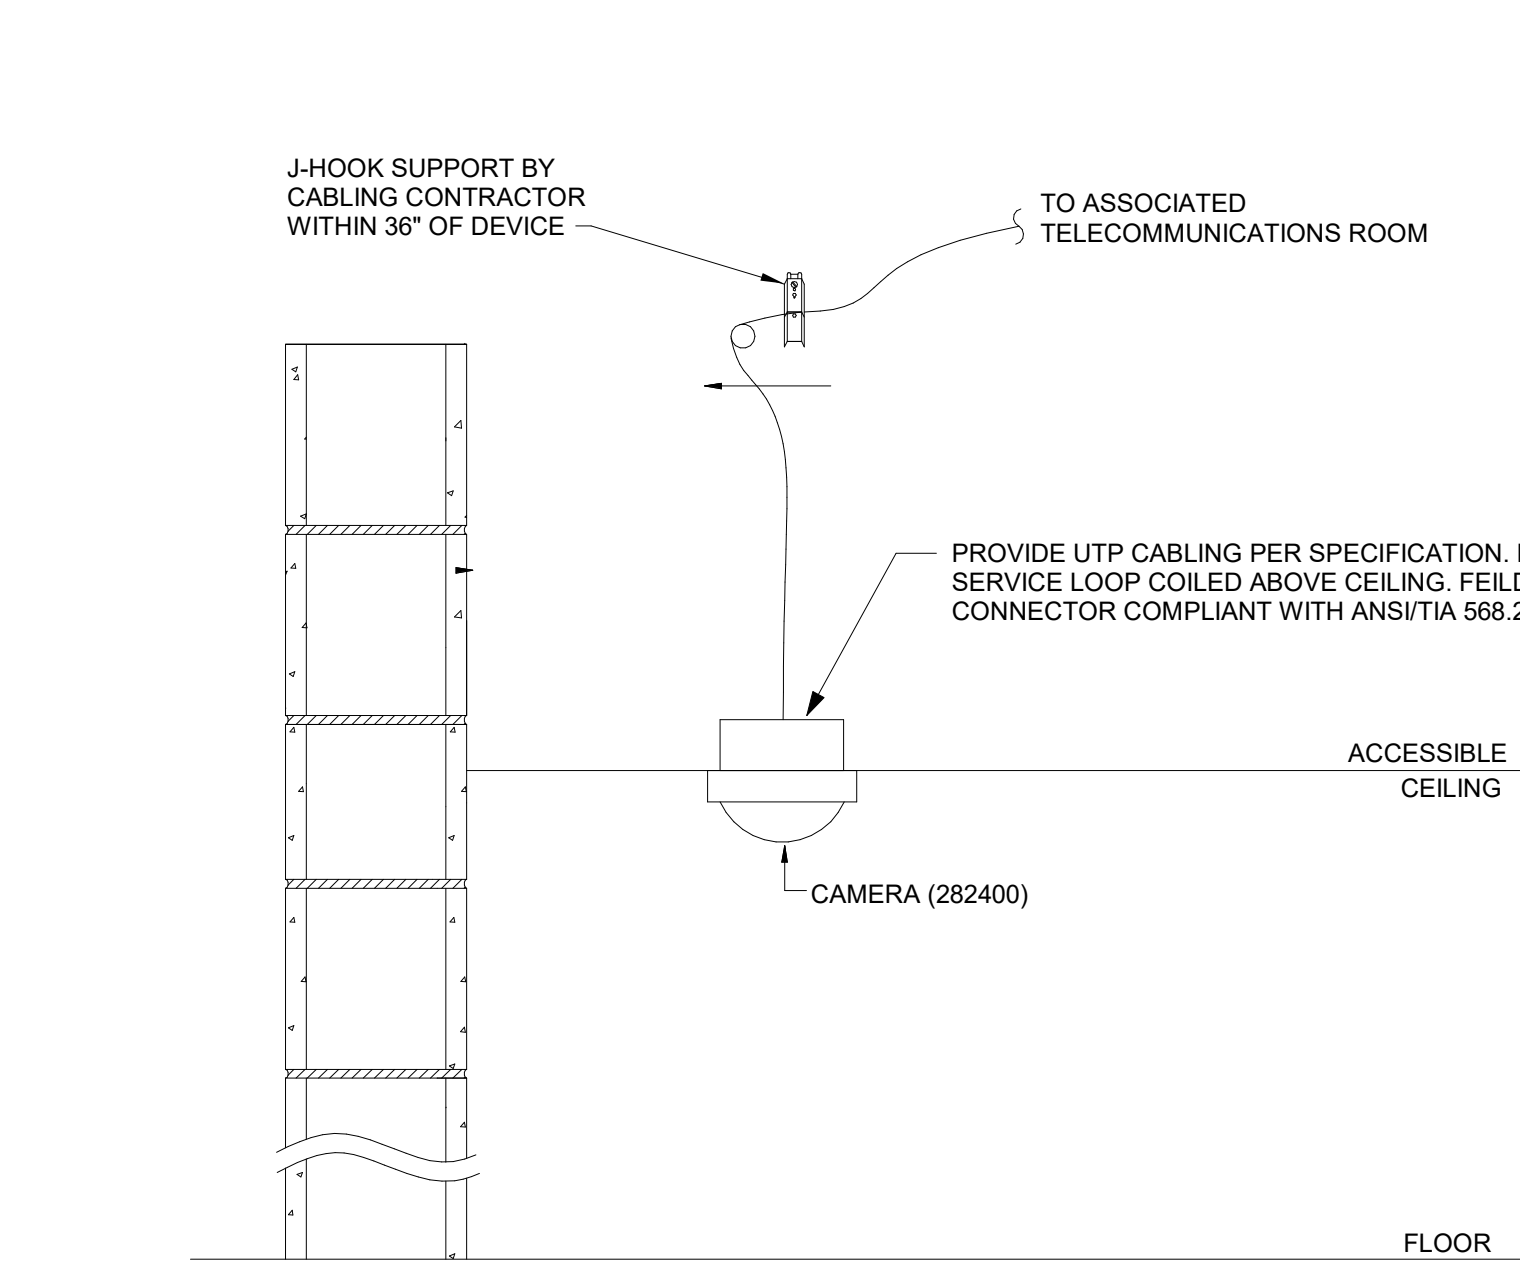 J-HOOK SUPPORT BY
CABLING CONTRACTOR
WITHIN 36" OF DEVICE
TO ASSOCIATED
TELECOMMUNICATIONS ROOM
PROVIDE UTP CABLING PER SPECIFICATION.
SERVICE LOOP COILED ABOVE CEILING. FEILD
CONNECTOR COMPLIANT WITH ANSI/TIA 568.2
ACCESSIBLE
CEILING
CAMERA (282400)
FLOOR